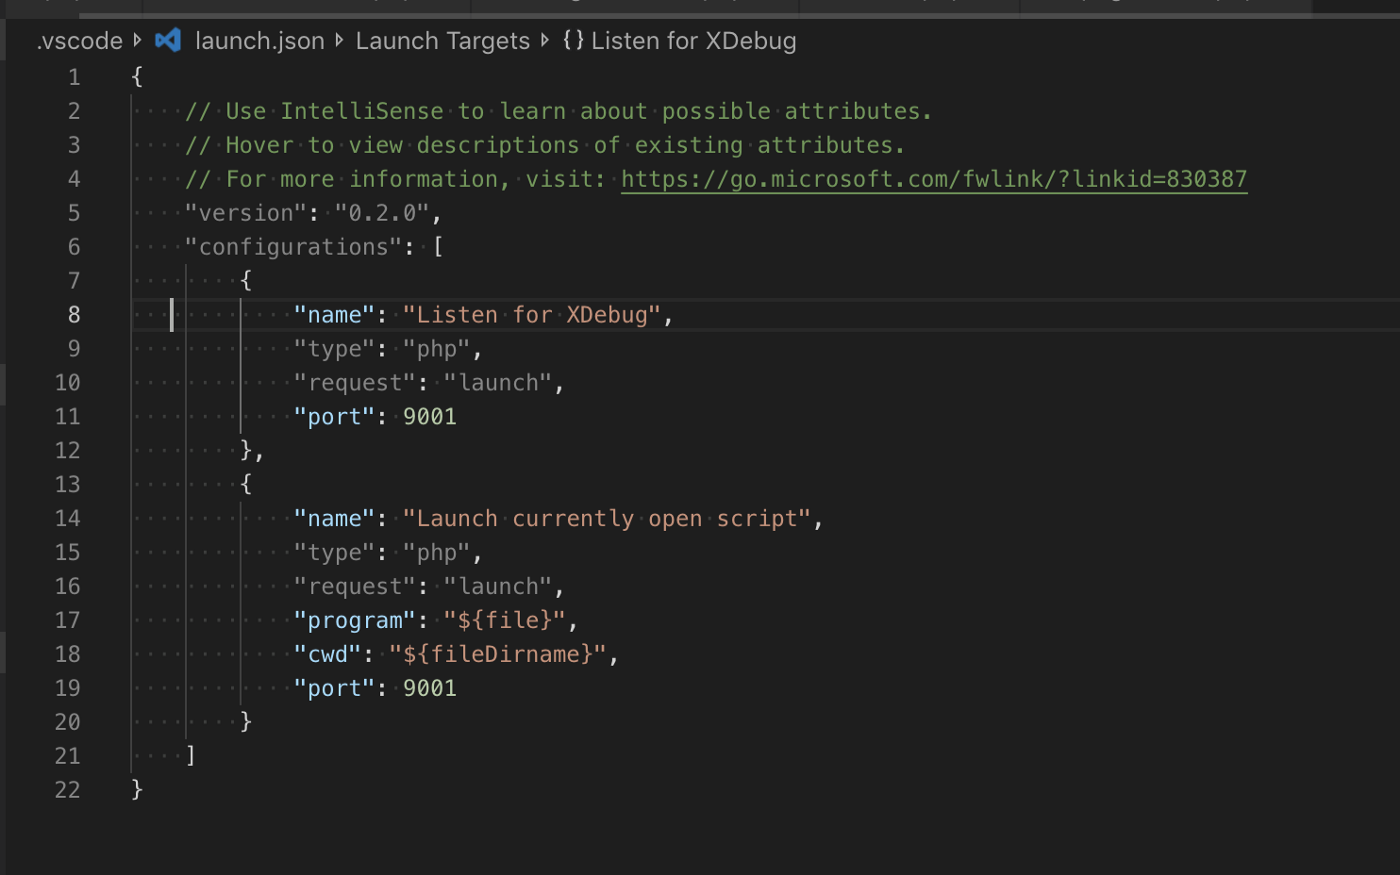 .vscode launch.json Launch Targets {} Listen for XDebug
1 {
2     // Use IntelliSense to learn about possible attributes.
3     // Hover to view descriptions of existing attributes.
4     // For more information, visit: https://go.microsoft.com/fwlink/?linkid=830387
5     "version": "0.2.0",
6     "configurations": [
7         {
8             "name": "Listen for XDebug",
9             "type": "php",
10             "request": "launch",
11             "port": 9001
12         },
13         {
14             "name": "Launch currently open script",
15             "type": "php",
16             "request": "launch",
17             "program": "${file}",
18             "cwd": "${fileDirname}",
19             "port": 9001
20         }
21     ]
22 }